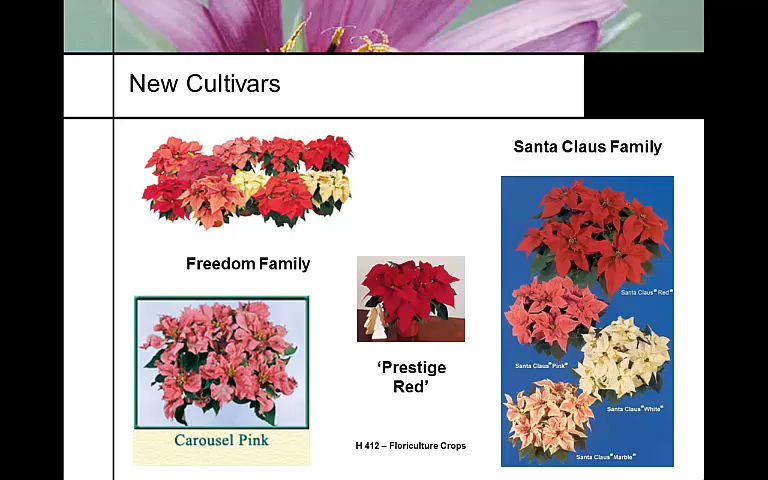 New Cultivars
Santa Claus Family
Freedom Family
Santa Claus® Red®
Santa Claus® Pink®
‘Prestige
Red’
Santa Claus® White®
Carousel Pink
H 412 – Floriculture Crops
Santa Claus® Marble®